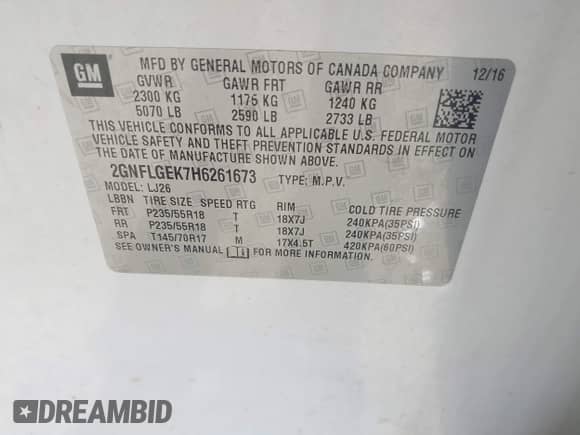 GM
MFD BY GENERAL MOTORS OF CANADA COMPANY 12/16
GVWR GAWR FRT GAWR RR
2300 KG 1175 KG 1240 KG
5070 LB 2590 LB 2733 LB
THIS VEHICLE CONFORMS TO ALL APPLICABLE U.S. FEDERAL MOTOR
VEHICLE SAFETY AND THEFT PREVENTION STANDARDS IN EFFECT ON
THE DATE OF MANUFACTURE SHOWN ABOVE.
2GNFLGEK7H6261673 TYPE: M.P.V.
MODEL: LJ26
LBBN TIRE SIZE SPEED RTG RIM COLD TIRE PRESSURE
FRT P235/55R18 T 18X7J 240KPA(35PSI)
RR P235/55R18 T 18X7J 240KPA(35PSI)
SPA T145/70R17 M 17X4.5T 420KPA(60PSI)
SEE OWNER'S MANUAL FOR MORE INFORMATION
DREAMBID